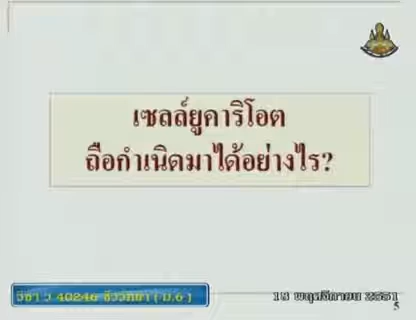 เซลล์ยูคาริโอต
ถือกำเนิดมาได้อย่างไร?
วิชา ว 40246 ชีววิทยา ( ม.6 )
13 พฤศจิกายน 2551
5